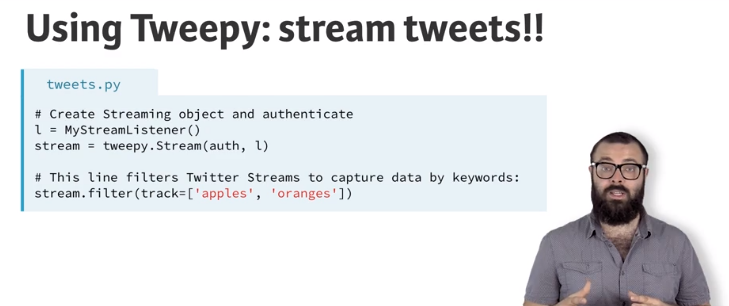 Using Tweepy: stream tweets!!
tweets.py
# Create Streaming object and authenticate
l = MyStreamListener()
stream = tweepy.Stream(auth, l)
# This line filters Twitter Streams to capture data by keywords:
stream.filter(track=['apples', 'oranges'])